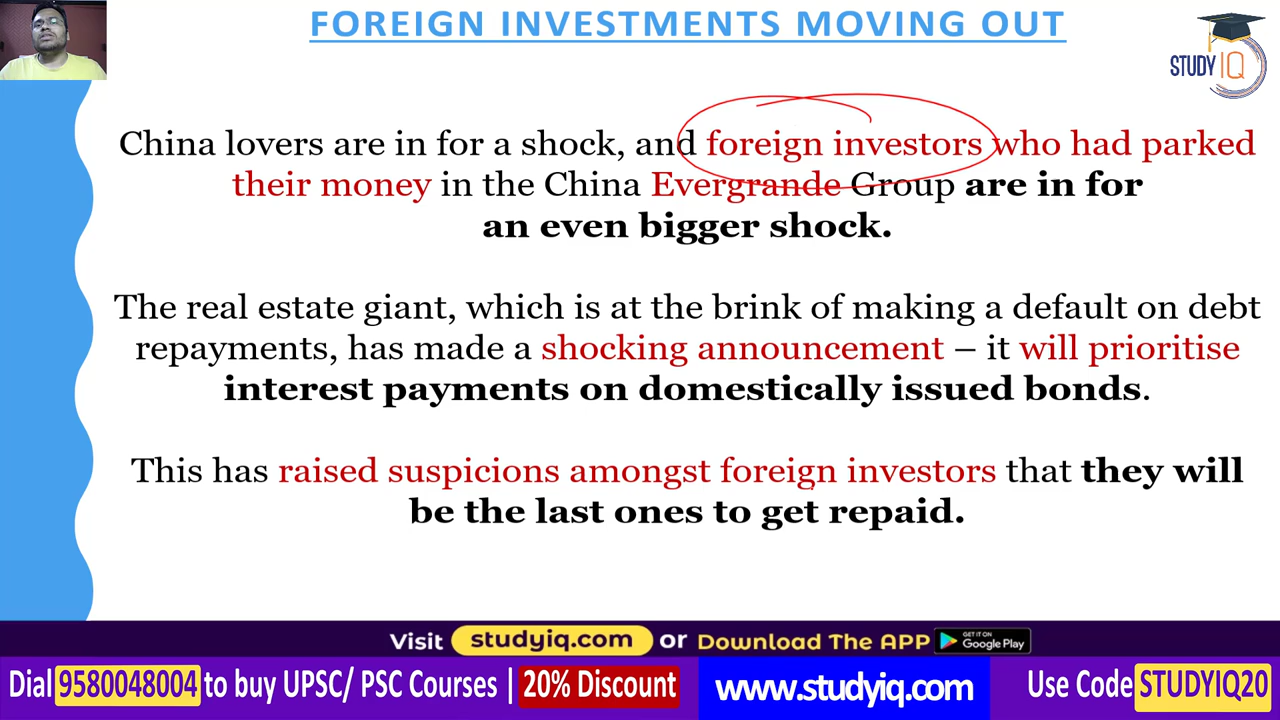 FOREIGN INVESTMENTS MOVING OUT
STUDY IQ
China lovers are in for a shock, and foreign investors who had parked
their money in the China Evergrande Group are in for
an even bigger shock.
The real estate giant, which is at the brink of making a default on debt
repayments, has made a shocking announcement – it will prioritise
interest payments on domestically issued bonds.
This has raised suspicions amongst foreign investors that they will
be the last ones to get repaid.
Visit studyiq.com or Download The APP GET IT ON Google Play
Dial 9580048004 to buy UPSC/ PSC Courses | 20% Discount www.studyiq.com Use Code STUDYIQ20